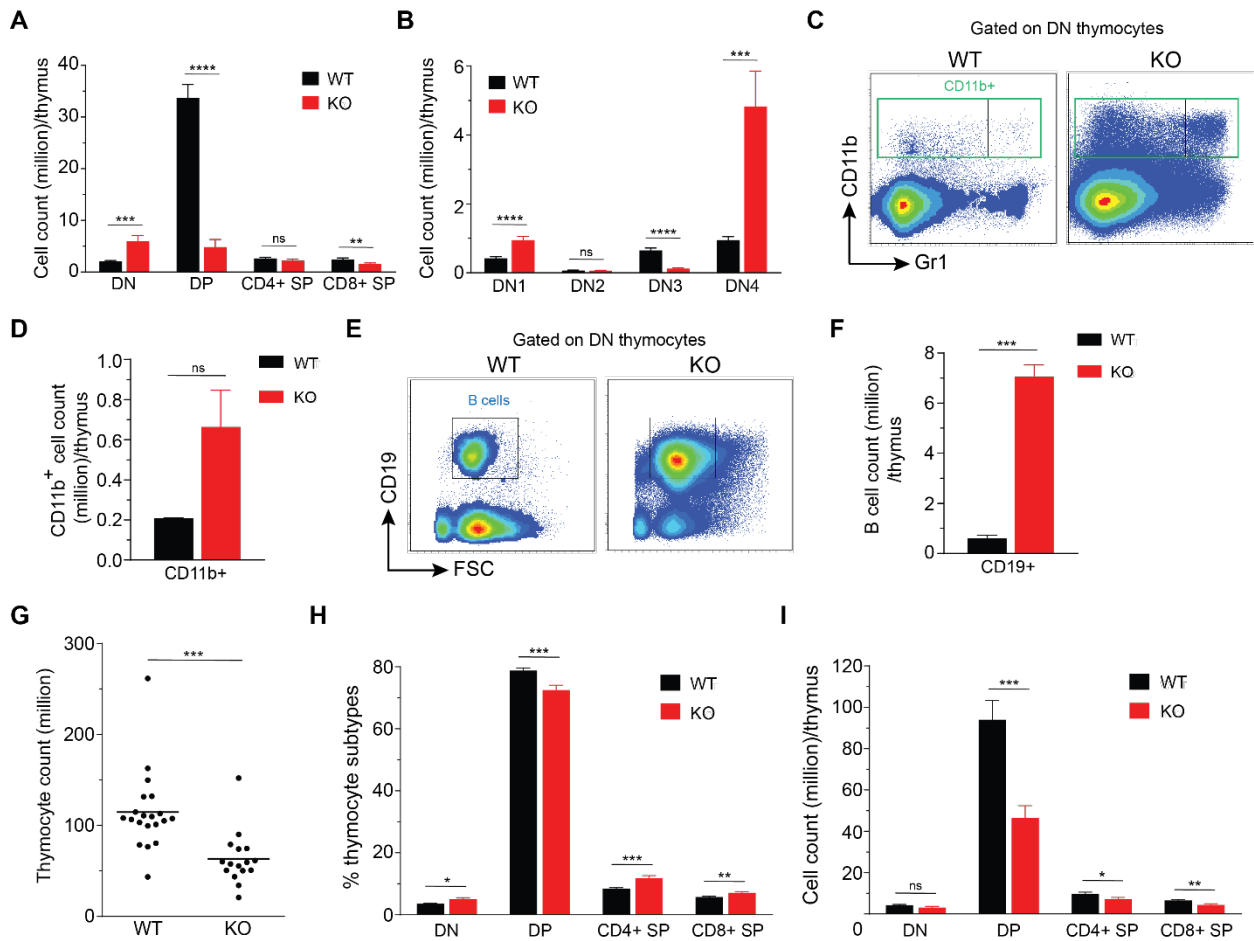 A
Cell count (million)/thymus
40
30
20
10
5
0
****
***
ns
**
WT
KO
DN
DP
CD4+ SP
CD8+ SP
B
Cell count (million)/thymus
6
4
2
0
****
ns
****
***
WT
KO
DN1
DN2
DN3
DN4
C
Gated on DN thymocytes
WT
KO
CD11b+
CD11b
Gr1
D
CD11b+ cell count
(million)/thymus
1.0
0.8
0.6
0.4
0.2
0.0
ns
WT
KO
CD11b+
E
Gated on DN thymocytes
WT
KO
B cells
CD19
FSC
F
B cell count (million)
/thymus
8
6
4
2
0
***
WT
KO
CD19+
G
Thymocyte count (million)
300
200
100
0
***
WT
KO
H
% thymocyte subtypes
80
60
40
20
10
0
*
***
***
**
WT
KO
DN
DP
CD4+ SP
CD8+ SP
I
Cell count (million)/thymus
120
100
80
60
40
20
10
0
ns
***
*
**
WT
KO
DN
DP
CD4+ SP
CD8+ SP